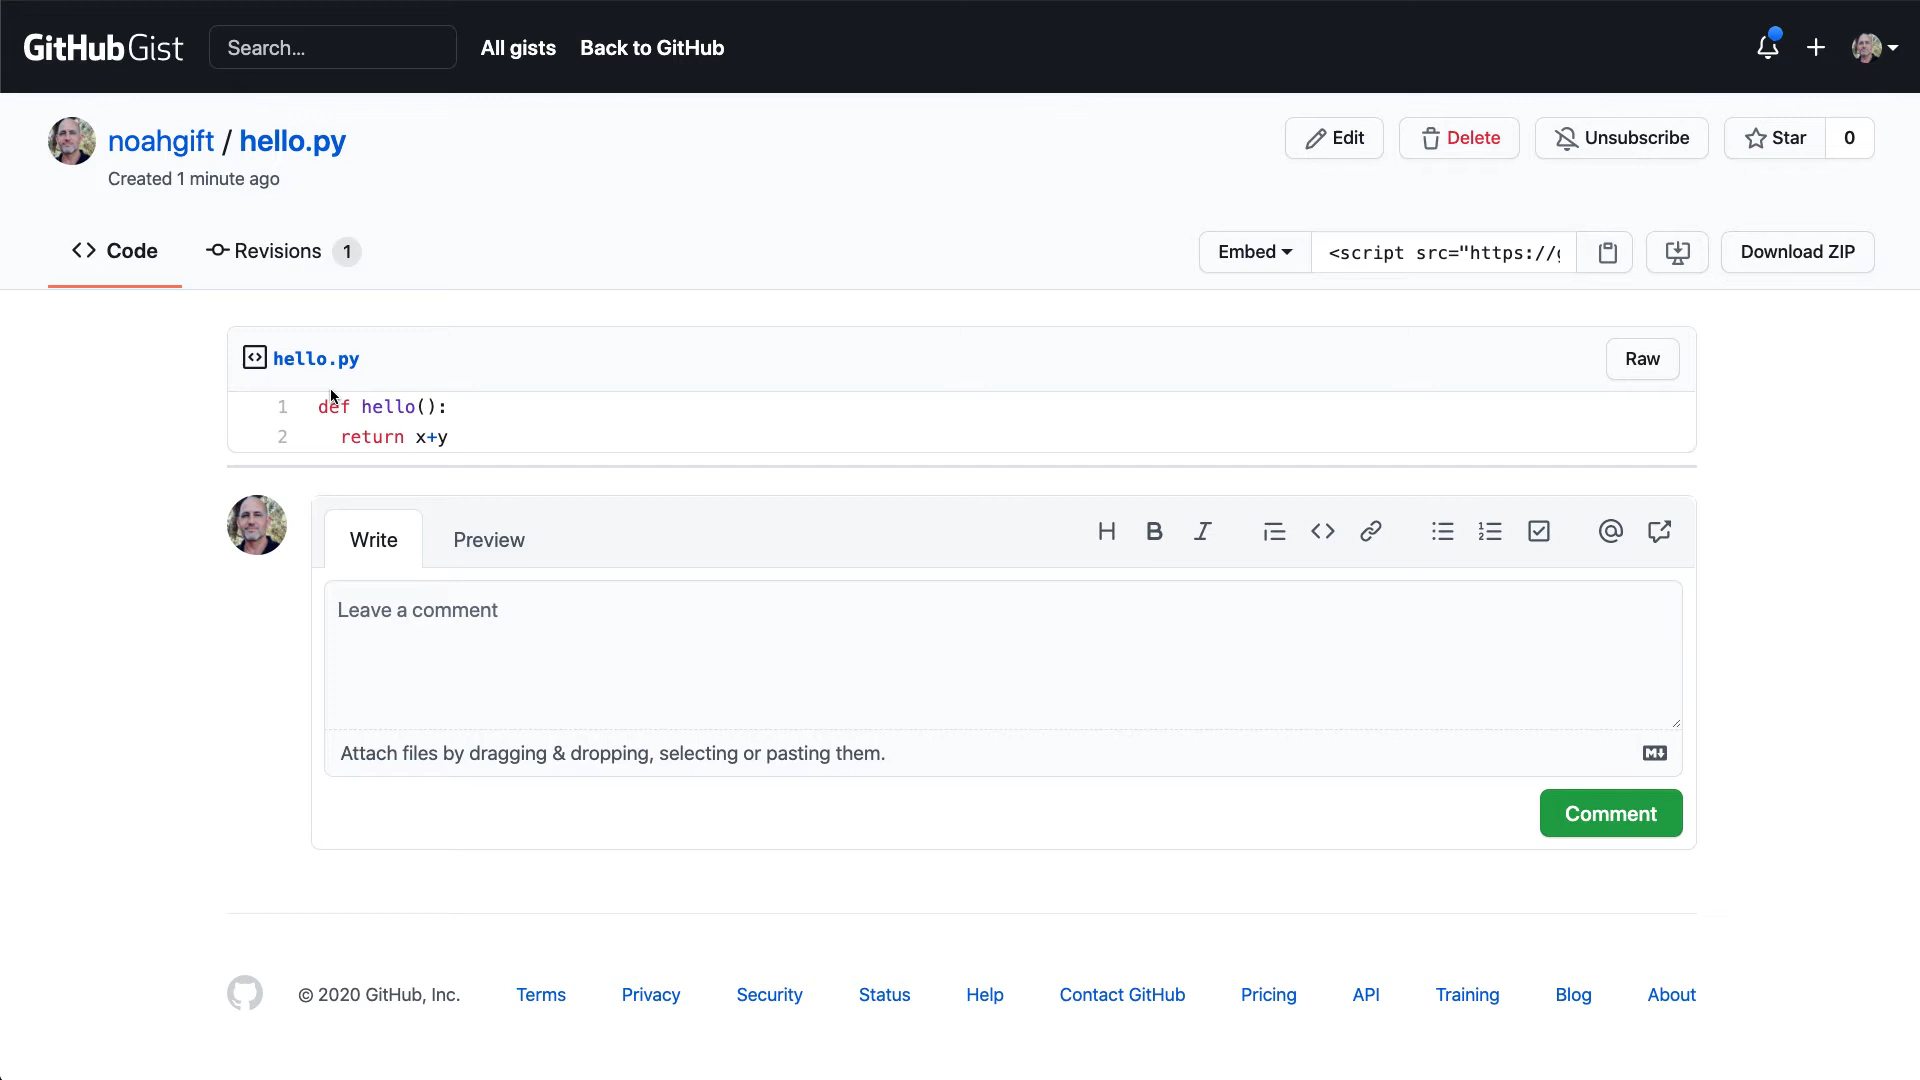 GitHub Gist Search... All gists Back to GitHub
noahgift / hello.py Edit Delete Unsubscribe Star 0
Created 1 minute ago
Code Revisions 1 Embed <script src="https:// Download ZIP
hello.py Raw
1 def hello():
2 return x+y
Write Preview H B I @
Leave a comment
Attach files by dragging & dropping, selecting or pasting them.
Comment
© 2020 GitHub, Inc. Terms Privacy Security Status Help Contact GitHub Pricing API Training Blog About